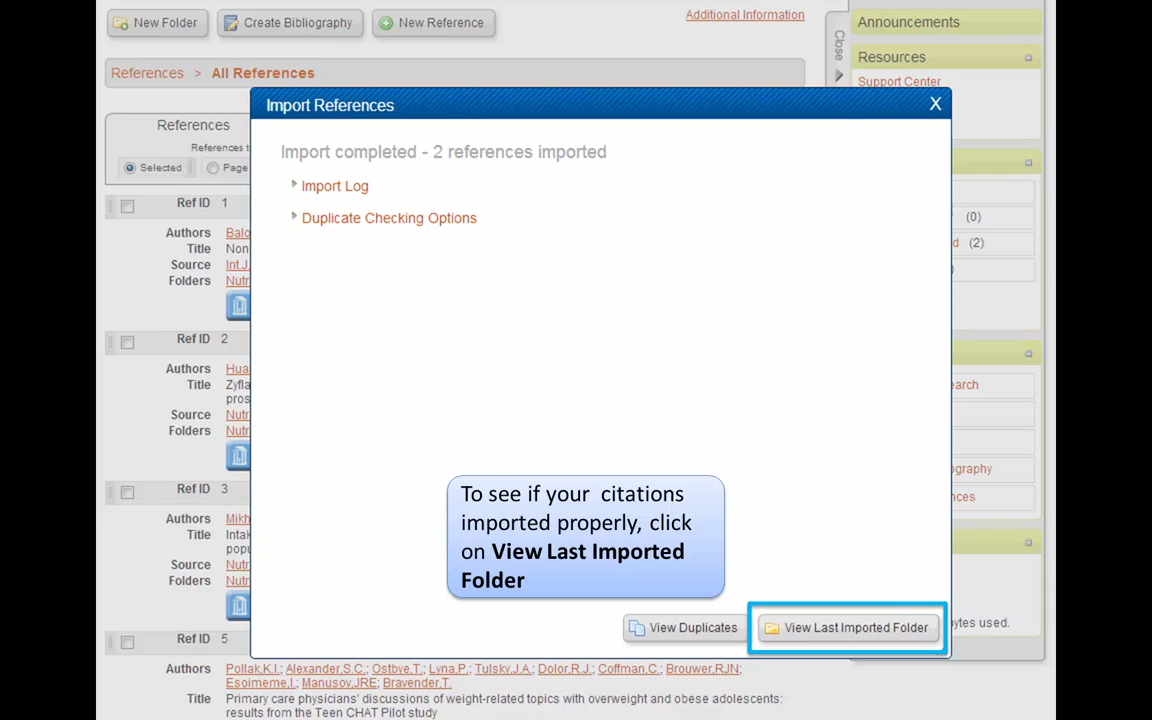 New Folder
Create Bibliography
New Reference
Additional Information
Close
Announcements
Resources
Support Center
References > All References
Import References
X
References
References
Selected
Page
Import completed - 2 references imported
Import Log
Duplicate Checking Options
(0)
(2)
Ref ID 1
Authors
Title
Source
Folders
Ref ID 2
Authors
Title
Source
Folders
Ref ID 3
Authors
Title
Source
Folders
To see if your citations
imported properly, click
on View Last Imported
Folder
View Duplicates
View Last Imported Folder
used.
Ref ID 5
Authors Pollak,K.I.; Alexander,S.C.; Ostbye,T.; Lyna,P.; Tulsky,J.A.; Dolor,R.J.; Coffman,C.; Brouwer,RJN;
Esoimeme,I.; Manusov,JRE; Bravender,T.
Title Primary care physicians' discussions of weight-related topics with overweight and obese adolescents:
results from the Teen CHAT Pilot study